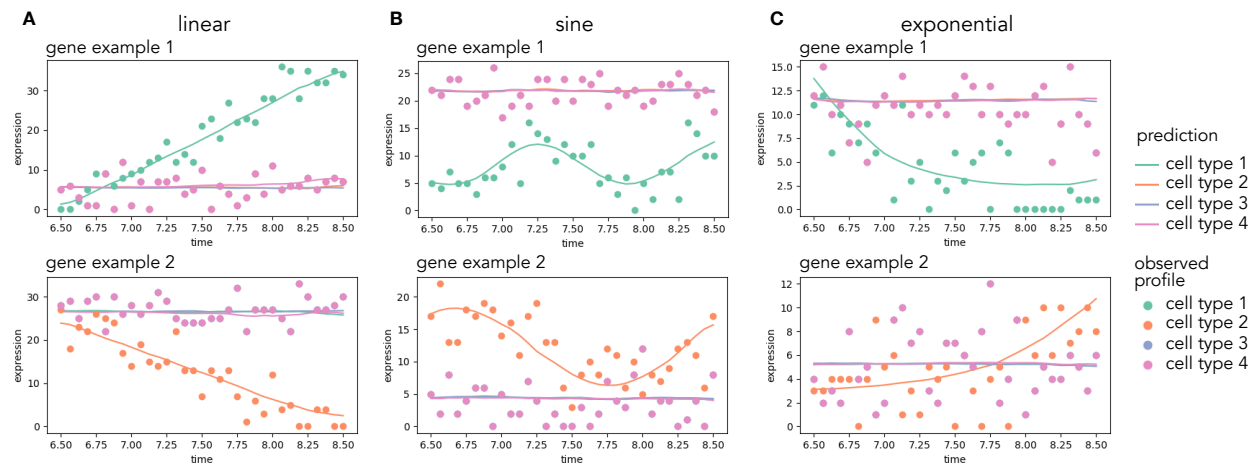 A
linear
gene example 1
expression
30
20
10
0
6.50 6.75 7.00 7.25 7.50 7.75 8.00 8.25 8.50
time
gene example 2
expression
30
20
10
0
6.50 6.75 7.00 7.25 7.50 7.75 8.00 8.25 8.50
time
B
sine
gene example 1
expression
25
20
15
10
5
0
6.50 6.75 7.00 7.25 7.50 7.75 8.00 8.25 8.50
time
gene example 2
expression
20
15
10
5
0
6.50 6.75 7.00 7.25 7.50 7.75 8.00 8.25 8.50
time
C
exponential
gene example 1
expression
15.0
12.5
10.0
7.5
5.0
2.5
0.0
6.50 6.75 7.00 7.25 7.50 7.75 8.00 8.25 8.50
time
gene example 2
expression
12
10
8
6
4
2
0
6.50 6.75 7.00 7.25 7.50 7.75 8.00 8.25 8.50
time
prediction
cell type 1
cell type 2
cell type 3
cell type 4
observed
profile
cell type 1
cell type 2
cell type 3
cell type 4